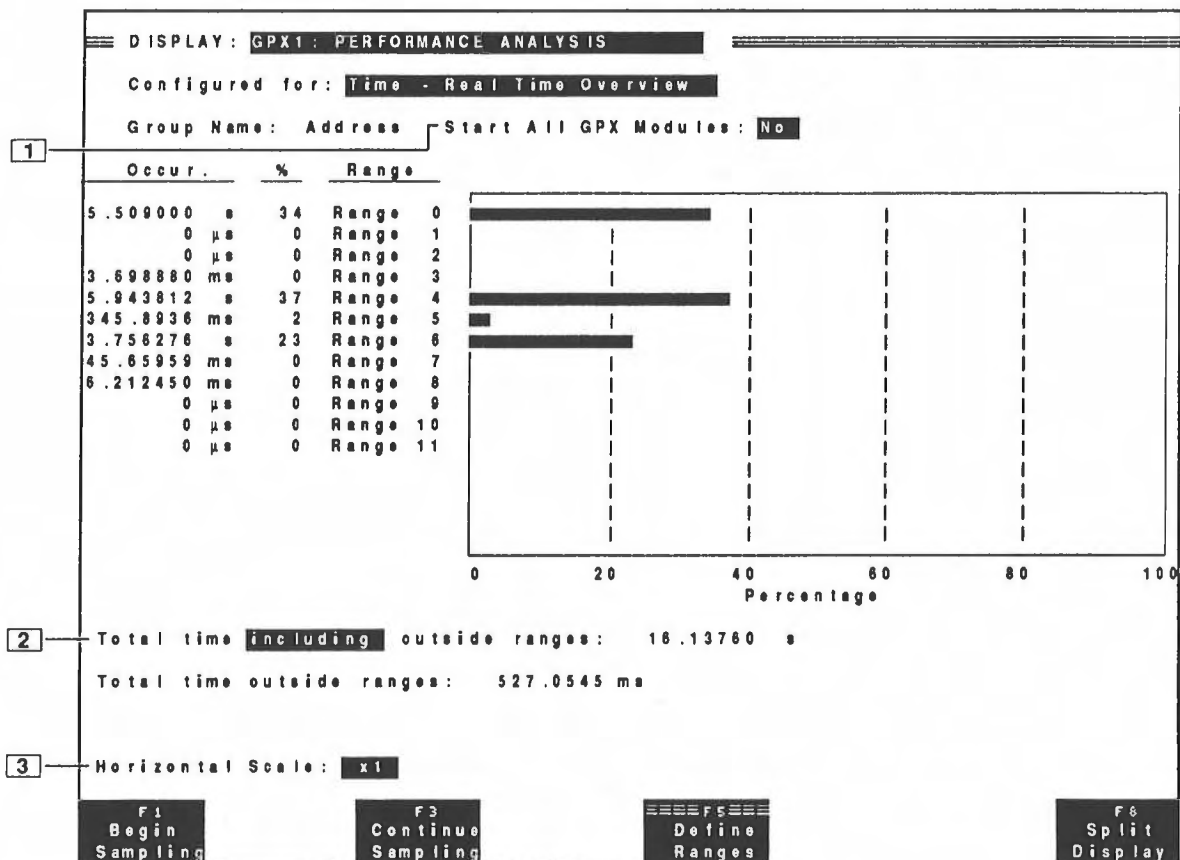 DISPLAY: GPX1: PERFORMANCE ANALYSIS
Configured for: Time - Real Time Overview
Group Name: Address Start All GPX Modules: No
1
Occur. % Range
5.509000 s 34 Range 0
0 µs 0 Range 1
0 µs 0 Range 2
3.698880 ms 0 Range 3
5.943812 s 37 Range 4
345.8936 ms 2 Range 5
3.756276 s 23 Range 6
45.65959 ms 0 Range 7
6.212450 ms 0 Range 8
0 µs 0 Range 9
0 µs 0 Range 10
0 µs 0 Range 11
0 20 40 60 80 100
Percentage
2 Total time including outside ranges: 16.13760 s
Total time outside ranges: 527.0545 ms
3 Horizontal Scale: x1
F1 F3 F5 F8
Begin Continue Define Split
Sampling Sampling Ranges Display